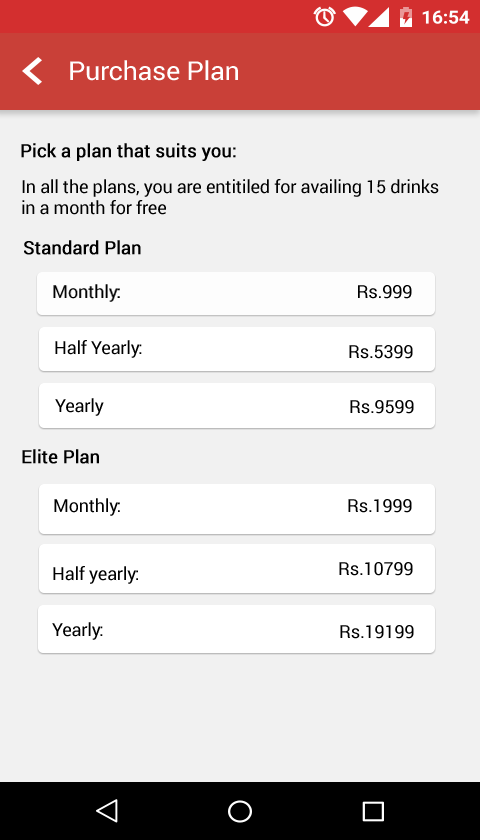 16:54
Purchase Plan
Pick a plan that suits you:
In all the plans, you are entitiled for availing 15 drinks
in a month for free
Standard Plan
Monthly: Rs.999
Half Yearly: Rs.5399
Yearly Rs.9599
Elite Plan
Monthly: Rs.1999
Half yearly: Rs.10799
Yearly: Rs.19199